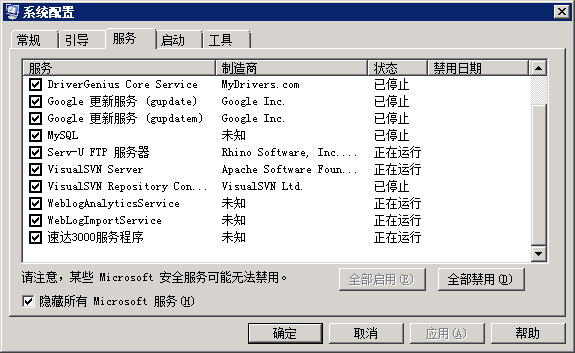 系统配置
常规 引导 服务 启动 工具
服务 制造商 状态 禁用日期
DriverGenius Core Service MyDrivers.com 已停止
Google 更新服务 (gupdate) Google Inc. 已停止
Google 更新服务 (gupdatem) Google Inc. 已停止
MySQL 未知 已停止
Serv-U FTP 服务器 Rhino Software, Inc.... 正在运行
VisualSVN Server Apache Software Foun... 正在运行
VisualSVN Repository Con... VisualSVN Ltd. 已停止
WeblogAnalyticsService 未知 正在运行
WebLogImportService 未知 正在运行
速达3000服务程序 未知 正在运行
请注意，某些 Microsoft 安全服务可能无法禁用。
全部启用(E) 全部禁用(D)
隐藏所有 Microsoft 服务(H)
确定 取消 应用(A) 帮助